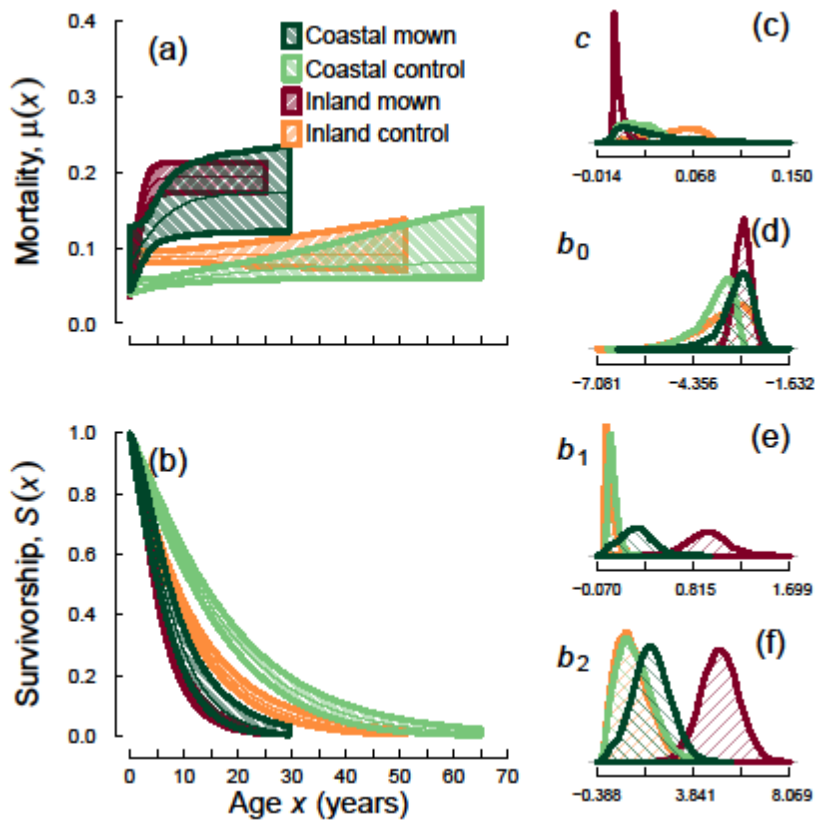 (a)
Mortality, μ(x)
0.4
0.3
0.2
0.1
0.0
Coastal mown
Coastal control
Inland mown
Inland control
(b)
Survivorship, S(x)
1.0
0.8
0.6
0.4
0.2
0.0
0 10 20 30 40 50 60 70
Age x (years)
c (c)
−0.014 0.068 0.150
b0 (d)
−7.081 −4.356 −1.632
b1 (e)
−0.070 0.815 1.699
b2 (f)
−0.388 3.841 8.069